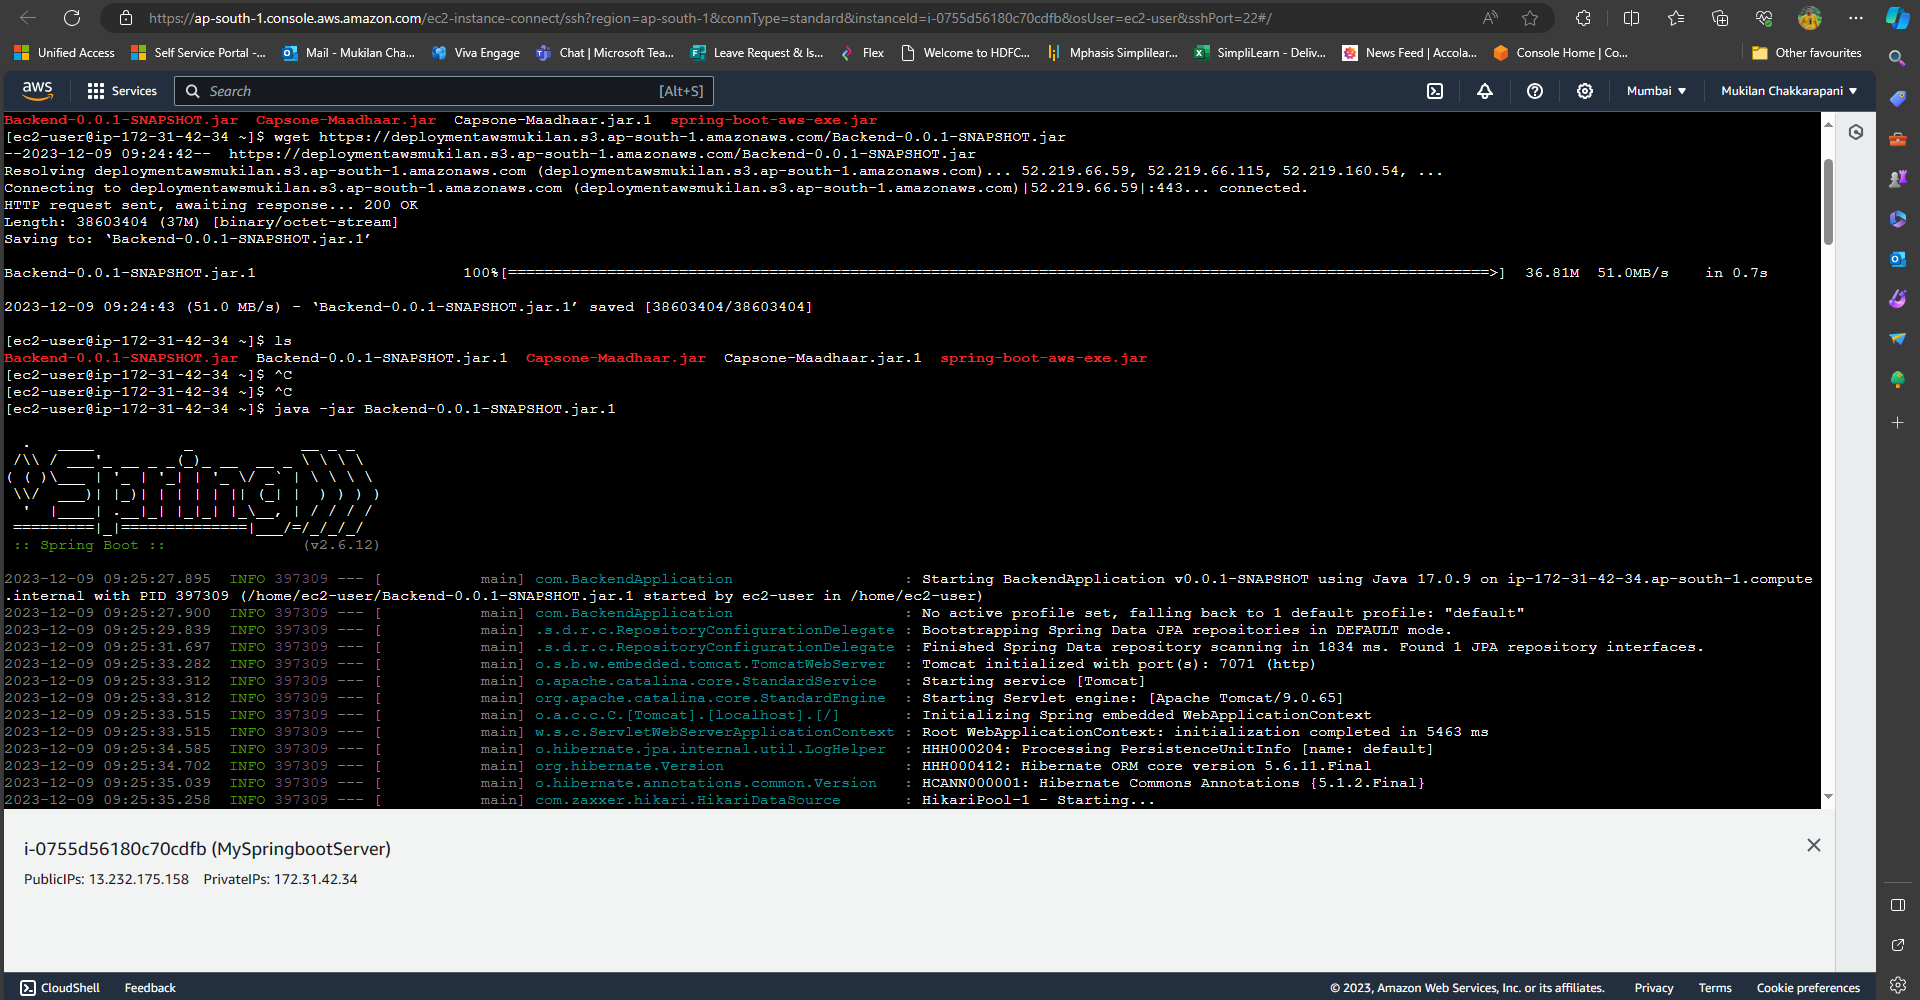 https://ap-south-1.console.aws.amazon.com/ec2-instance-connect/ssh?region=ap-south-1&connType=standard&instanceId=i-0755d56180c70cdfb&osUser=ec2-user&sshPort=22#/
Unified Access Self Service Portal -... Mail - Mukilan Cha... Viva Engage Chat | Microsoft Tea... Leave Request & Is... Flex Welcome to HDFC... Mphasis Simplilear... SimpliLearn - Deliv... News Feed | Accola... Console Home | Co... Other favourites
aws Services Search [Alt+S] Mumbai Mukilan Chakkarapani
Backend-0.0.1-SNAPSHOT.jar Capsone-Maadhaar.jar Capsone-Maadhaar.jar.1 spring-boot-aws-exe.jar
[ec2-user@ip-172-31-42-34 ~]$ wget https://deploymentawsmukilan.s3.ap-south-1.amazonaws.com/Backend-0.0.1-SNAPSHOT.jar
--2023-12-09 09:24:42-- https://deploymentawsmukilan.s3.ap-south-1.amazonaws.com/Backend-0.0.1-SNAPSHOT.jar
Resolving deploymentawsmukilan.s3.ap-south-1.amazonaws.com (deploymentawsmukilan.s3.ap-south-1.amazonaws.com)... 52.219.66.59, 52.219.66.115, 52.219.160.54, ...
Connecting to deploymentawsmukilan.s3.ap-south-1.amazonaws.com (deploymentawsmukilan.s3.ap-south-1.amazonaws.com)|52.219.66.59|:443... connected.
HTTP request sent, awaiting response... 200 OK
Length: 38603404 (37M) [binary/octet-stream]
Saving to: ‘Backend-0.0.1-SNAPSHOT.jar.1’
Backend-0.0.1-SNAPSHOT.jar.1 100%[=============================================================================================================>] 36.81M 51.0MB/s in 0.7s
2023-12-09 09:24:43 (51.0 MB/s) - ‘Backend-0.0.1-SNAPSHOT.jar.1’ saved [38603404/38603404]
[ec2-user@ip-172-31-42-34 ~]$ ls
Backend-0.0.1-SNAPSHOT.jar Backend-0.0.1-SNAPSHOT.jar.1 Capsone-Maadhaar.jar Capsone-Maadhaar.jar.1 spring-boot-aws-exe.jar
[ec2-user@ip-172-31-42-34 ~]$ ^C
[ec2-user@ip-172-31-42-34 ~]$ ^C
[ec2-user@ip-172-31-42-34 ~]$ java -jar Backend-0.0.1-SNAPSHOT.jar.1
Spring
:: Spring Boot :: (v2.6.12)
2023-12-09 09:25:27.895 INFO 397309 --- [ main] com.BackendApplication : Starting BackendApplication v0.0.1-SNAPSHOT using Java 17.0.9 on ip-172-31-42-34.ap-south-1.compute
.internal with PID 397309 (/home/ec2-user/Backend-0.0.1-SNAPSHOT.jar.1 started by ec2-user in /home/ec2-user)
2023-12-09 09:25:27.900 INFO 397309 --- [ main] com.BackendApplication : No active profile set, falling back to 1 default profile: "default"
2023-12-09 09:25:29.839 INFO 397309 --- [ main] .s.d.r.c.RepositoryConfigurationDelegate : Bootstrapping Spring Data JPA repositories in DEFAULT mode.
2023-12-09 09:25:31.697 INFO 397309 --- [ main] .s.d.r.c.RepositoryConfigurationDelegate : Finished Spring Data repository scanning in 1834 ms. Found 1 JPA repository interfaces.
2023-12-09 09:25:33.282 INFO 397309 --- [ main] o.s.b.w.embedded.tomcat.TomcatWebServer : Tomcat initialized with port(s): 7071 (http)
2023-12-09 09:25:33.312 INFO 397309 --- [ main] o.apache.catalina.core.StandardService : Starting service [Tomcat]
2023-12-09 09:25:33.312 INFO 397309 --- [ main] org.apache.catalina.core.StandardEngine : Starting Servlet engine: [Apache Tomcat/9.0.65]
2023-12-09 09:25:33.515 INFO 397309 --- [ main] o.a.c.c.C.[Tomcat].[localhost].[/] : Initializing Spring embedded WebApplicationContext
2023-12-09 09:25:33.515 INFO 397309 --- [ main] w.s.c.ServletWebServerApplicationContext : Root WebApplicationContext: initialization completed in 5463 ms
2023-12-09 09:25:34.585 INFO 397309 --- [ main] o.hibernate.jpa.internal.util.LogHelper : HHH000204: Processing PersistenceUnitInfo [name: default]
2023-12-09 09:25:34.702 INFO 397309 --- [ main] org.hibernate.Version : HHH000412: Hibernate ORM core version 5.6.11.Final
2023-12-09 09:25:35.039 INFO 397309 --- [ main] o.hibernate.annotations.common.Version : HCANN000001: Hibernate Commons Annotations {5.1.2.Final}
2023-12-09 09:25:35.258 INFO 397309 --- [ main] com.zaxxer.hikari.HikariDataSource : HikariPool-1 - Starting...
i-0755d56180c70cdfb (MySpringbootServer)
PublicIPs: 13.232.175.158 PrivateIPs: 172.31.42.34
CloudShell Feedback © 2023, Amazon Web Services, Inc. or its affiliates. Privacy Terms Cookie preferences